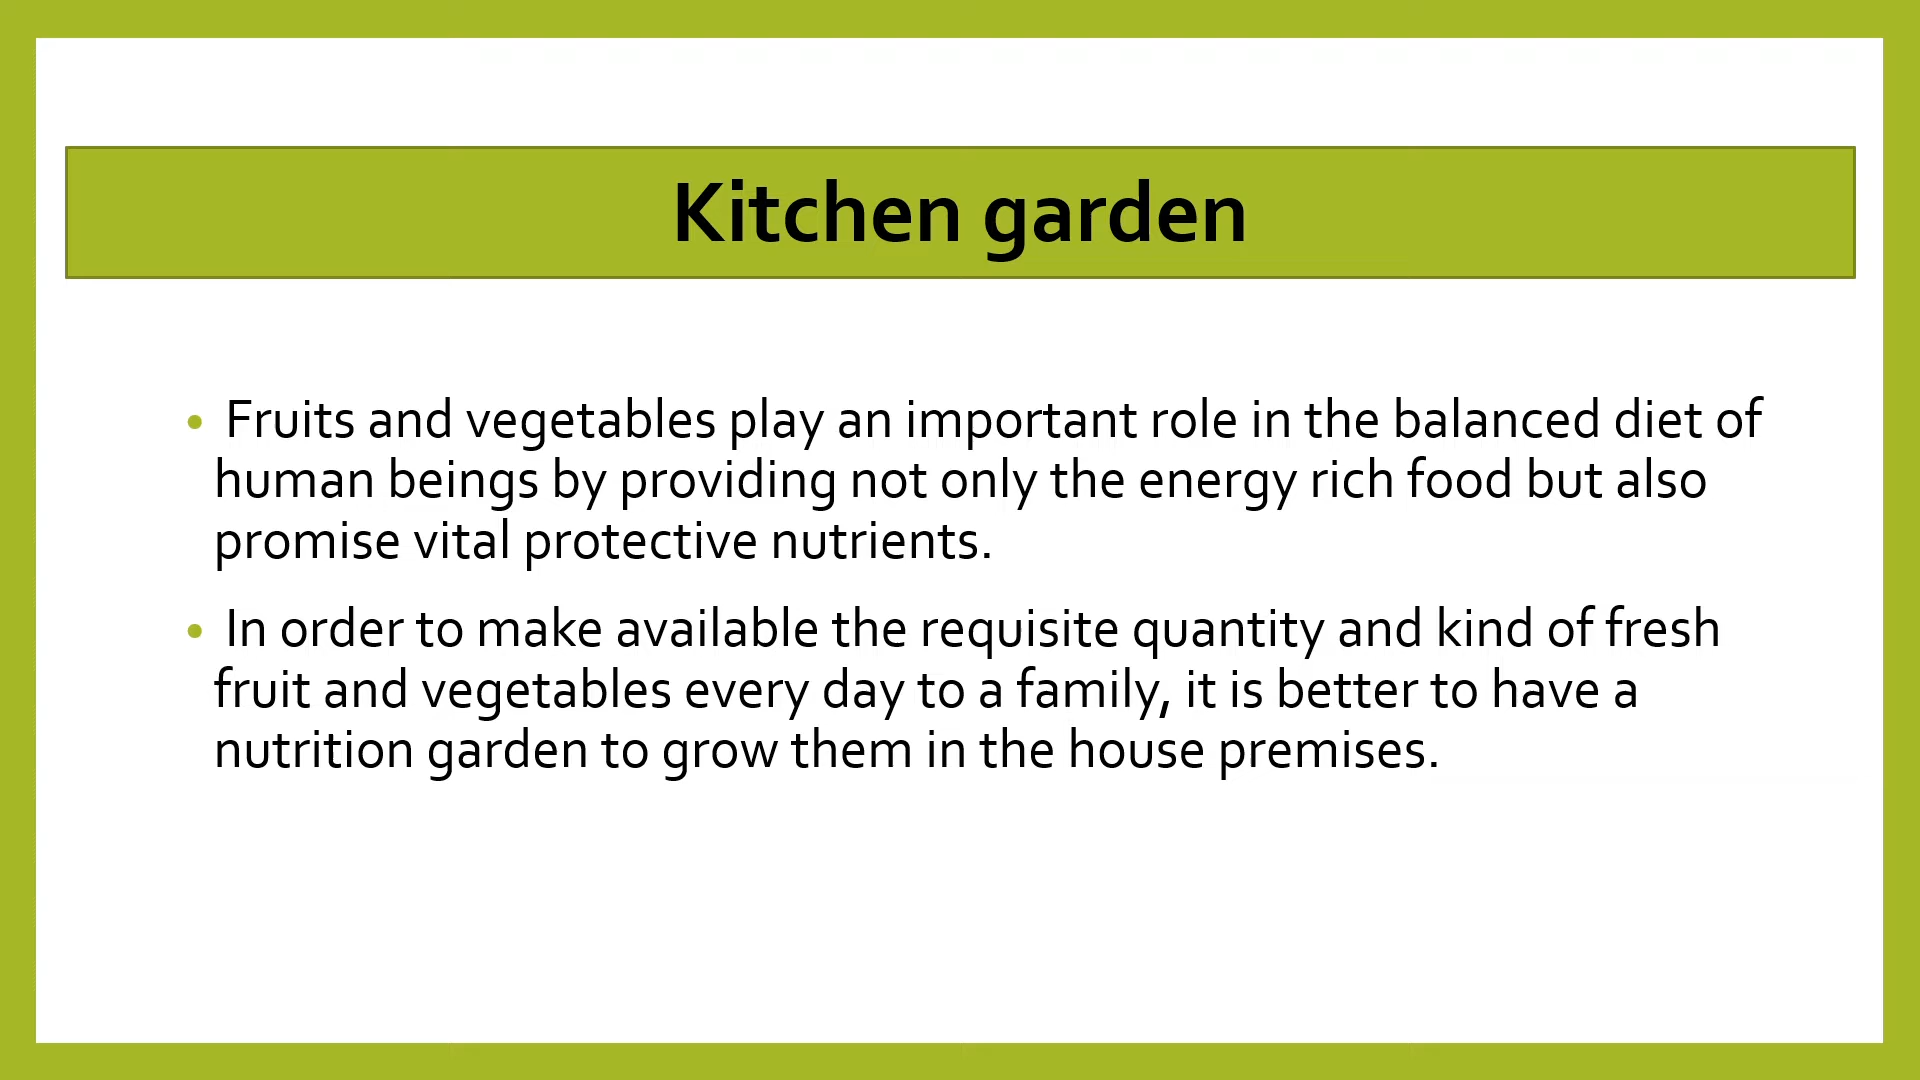 Kitchen garden
• Fruits and vegetables play an important role in the balanced diet of
human beings by providing not only the energy rich food but also
promise vital protective nutrients.
• In order to make available the requisite quantity and kind of fresh
fruit and vegetables every day to a family, it is better to have a
nutrition garden to grow them in the house premises.